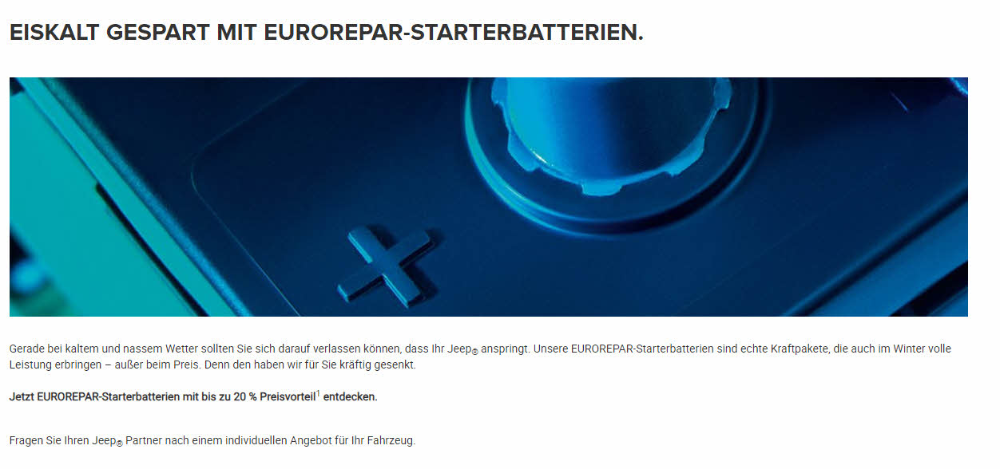 EISKALT GESPART MIT EUROREPAR-STARTERBATTERIEN.
Gerade bei kaltem und nassem Wetter sollten Sie sich darauf verlassen können, dass Ihr Jeep® anspringt. Unsere EUROREPAR-Starterbatterien sind echte Kraftpakete, die auch im Winter volle
Leistung erbringen – außer beim Preis. Denn den haben wir für Sie kräftig gesenkt.
Jetzt EUROREPAR-Starterbatterien mit bis zu 20 % Preisvorteil¹ entdecken.
Fragen Sie Ihren Jeep® Partner nach einem individuellen Angebot für Ihr Fahrzeug.